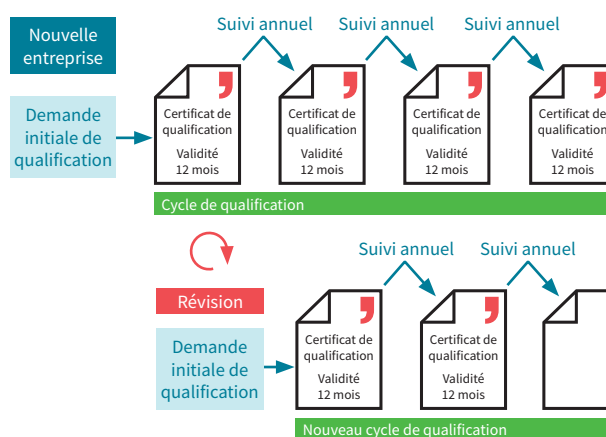 Nouvelle
entreprise
Suivi annuel
Suivi annuel
Suivi annuel
Demande
initiale de
qualification
Certificat de
qualification
Validité
12 mois
Certificat de
qualification
Validité
12 mois
Certificat de
qualification
Validité
12 mois
Certificat de
qualification
Validité
12 mois
Cycle de qualification
Révision
Suivi annuel
Suivi annuel
Demande
initiale de
qualification
Certificat de
qualification
Validité
12 mois
Certificat de
qualification
Validité
12 mois
Nouveau cycle de qualification